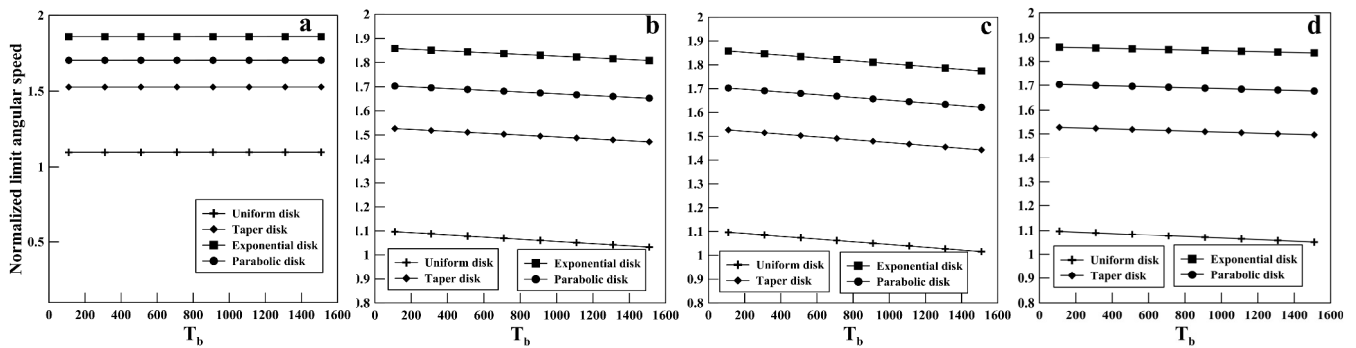 Normalized limit angular speed
a
2
1.5
1
0.5
Uniform disk
Taper disk
Exponential disk
Parabolic disk
0 200 400 600 800 1000 1200 1400 1600
T_b
b
2
1.9
1.8
1.7
1.6
1.5
1.4
1.3
1.2
1.1
1
0.9
0.8
Uniform disk
Taper disk
Exponential disk
Parabolic disk
0 200 400 600 800 1000 1200 1400 1600
T_b
c
2
1.9
1.8
1.7
1.6
1.5
1.4
1.3
1.2
1.1
1
0.9
0.8
Uniform disk
Taper disk
Exponential disk
Parabolic disk
0 200 400 600 800 1000 1200 1400 1600
T_b
d
2
1.9
1.8
1.7
1.6
1.5
1.4
1.3
1.2
1.1
1
0.9
0.8
Uniform disk
Taper disk
Exponential disk
Parabolic disk
0 200 400 600 800 1000 1200 1400 1600
T_b